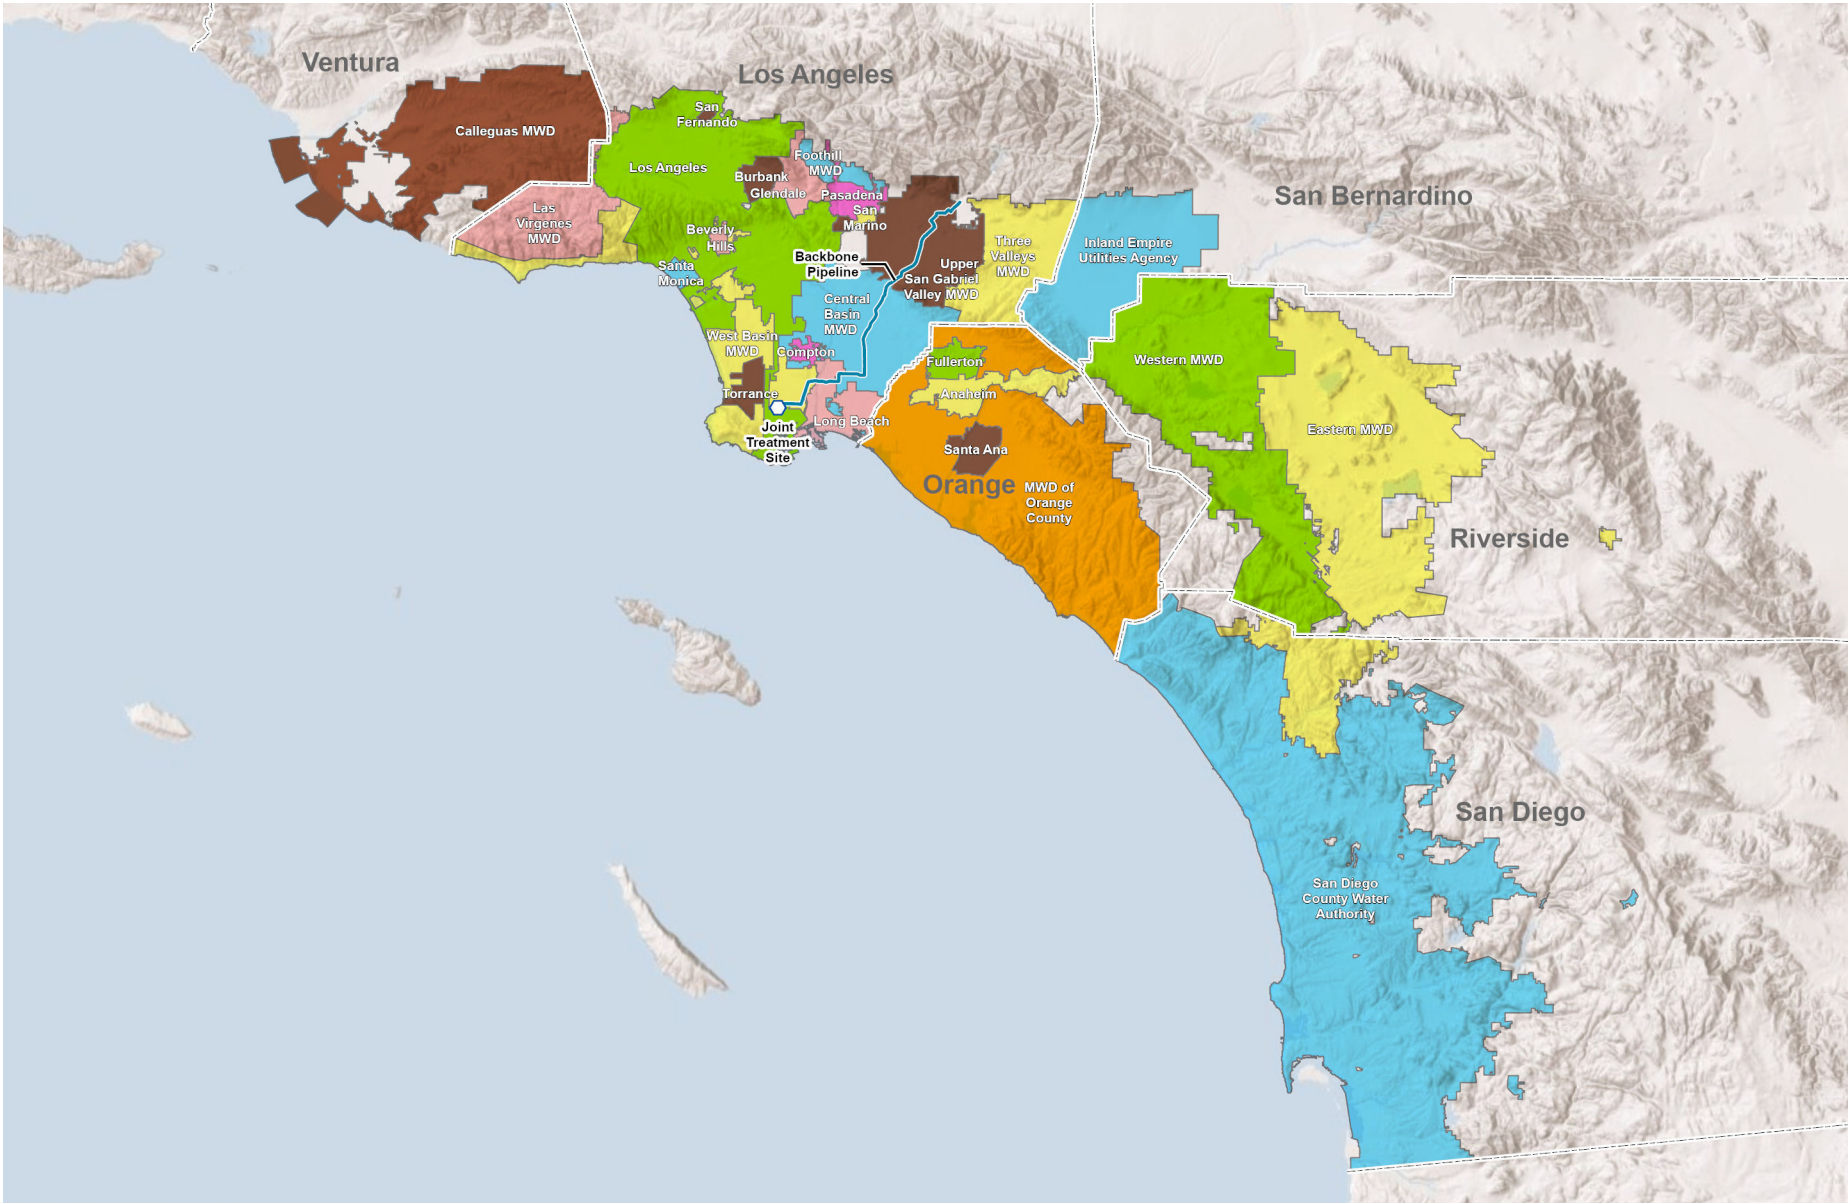 Ventura
Los Angeles
San Bernardino
Riverside
Orange
San Diego
Calleguas MWD
Las
Virgenes
MWD
San
Fernando
Los Angeles
Burbank
Glendale
Foothill
MWD
Pasadena
San
Marino
Beverly
Hills
Santa
Monica
Backbone
Pipeline
Central
Basin
MWD
Upper
San Gabriel
Valley MWD
Three
Valleys
MWD
Inland Empire
Utilities Agency
West Basin
MWD
Compton
Torrance
Joint
Treatment
Site
Long Beach
Fullerton
Anaheim
Santa Ana
MWD of
Orange
County
Western MWD
Eastern MWD
San Diego
County Water
Authority